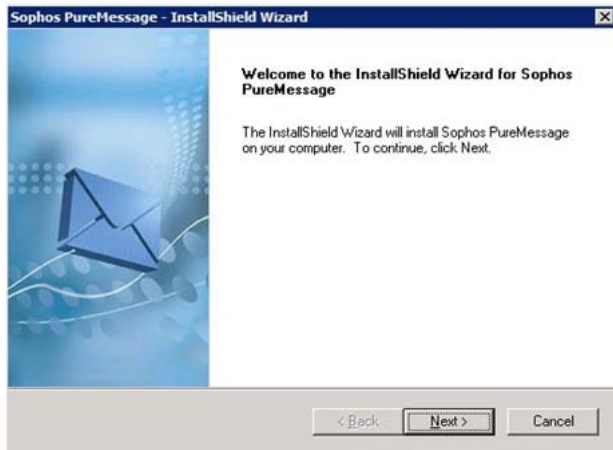 Sophos PureMessage - InstallShield Wizard
Welcome to the InstallShield Wizard for Sophos
PureMessage
The InstallShield Wizard will install Sophos PureMessage
on your computer. To continue, click Next.
< Back
Next >
Cancel